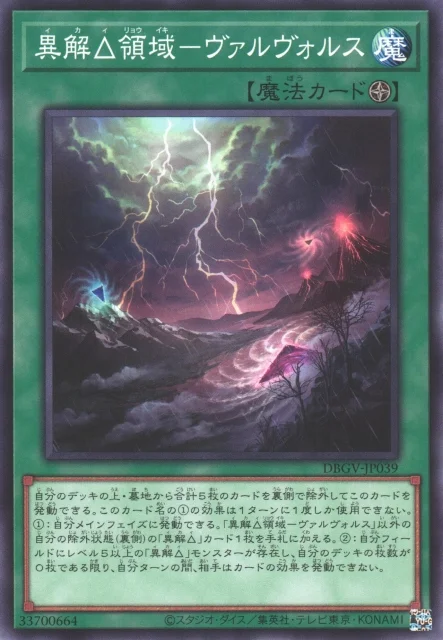 異解△領域－ヴァルヴォルス 魔
【魔法カード】
DBGV-JP039
自分のデッキの上・墓地から合計５枚のカードを裏側で除外してこのカードを
発動できる。このカード名の①の効果は１ターンに１度しか使用できない。
①：自分メインフェイズに発動できる。「異解△領域－ヴァルヴォルス」以外の
自分の除外状態（裏側）の「異解△」カード１枚を手札に加える。②：自分フィー
ルドにレベル５以上の「異解△」モンスターが存在し、自分のデッキの枚数が
０枚である限り、自分ターンの間、相手はカードの効果を発動できない。
33700664 ©スタジオ・ダイス／集英社・テレビ東京・KONAMI